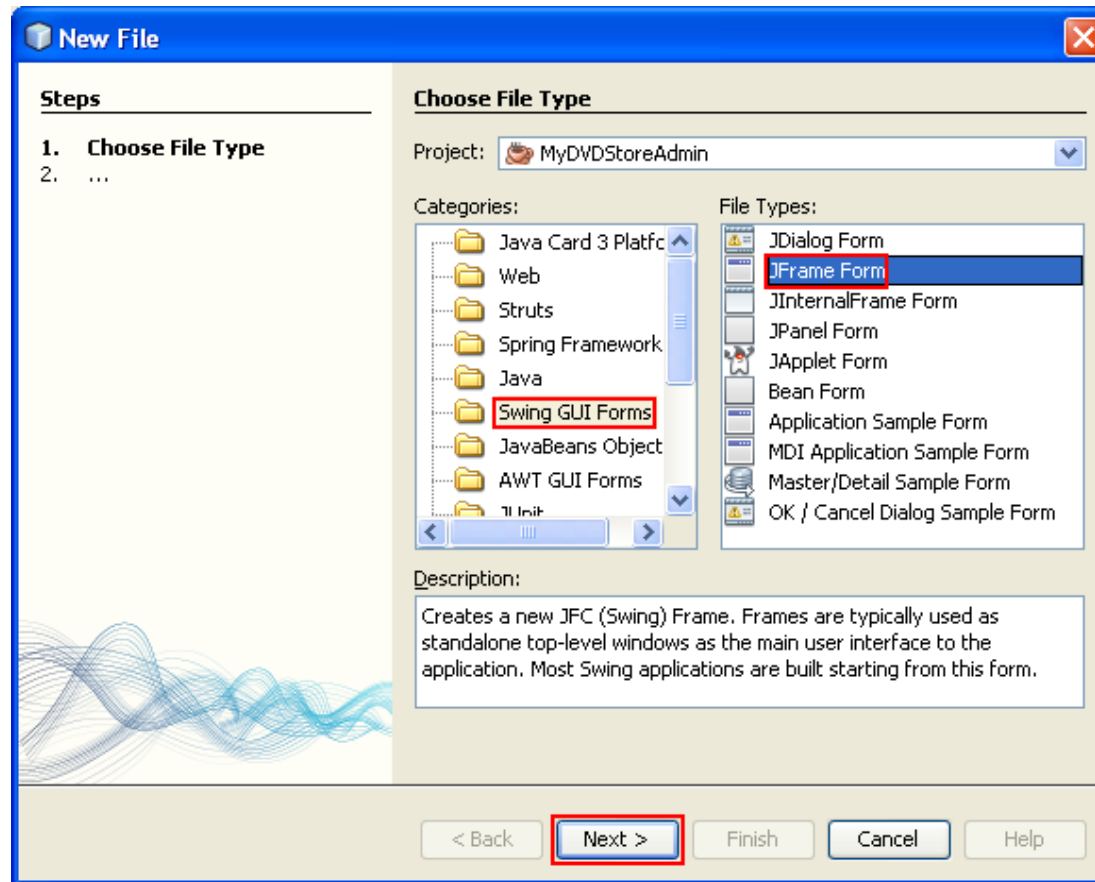 New File
Steps
1. Choose File Type
2. ...
Choose File Type
Project: MyDVDStoreAdmin
Categories:
Java Card 3 Platfc
Web
Struts
Spring Framework
Java
Swing GUI Forms
JavaBeans Object
AWT GUI Forms
JUnit
File Types:
JDialog Form
JFrame Form
JInternalFrame Form
JPanel Form
JApplet Form
Bean Form
Application Sample Form
MDI Application Sample Form
Master/Detail Sample Form
OK / Cancel Dialog Sample Form
Description:
Creates a new JFC (Swing) Frame. Frames are typically used as
standalone top-level windows as the main user interface to the
application. Most Swing applications are built starting from this form.
< Back Next > Finish Cancel Help